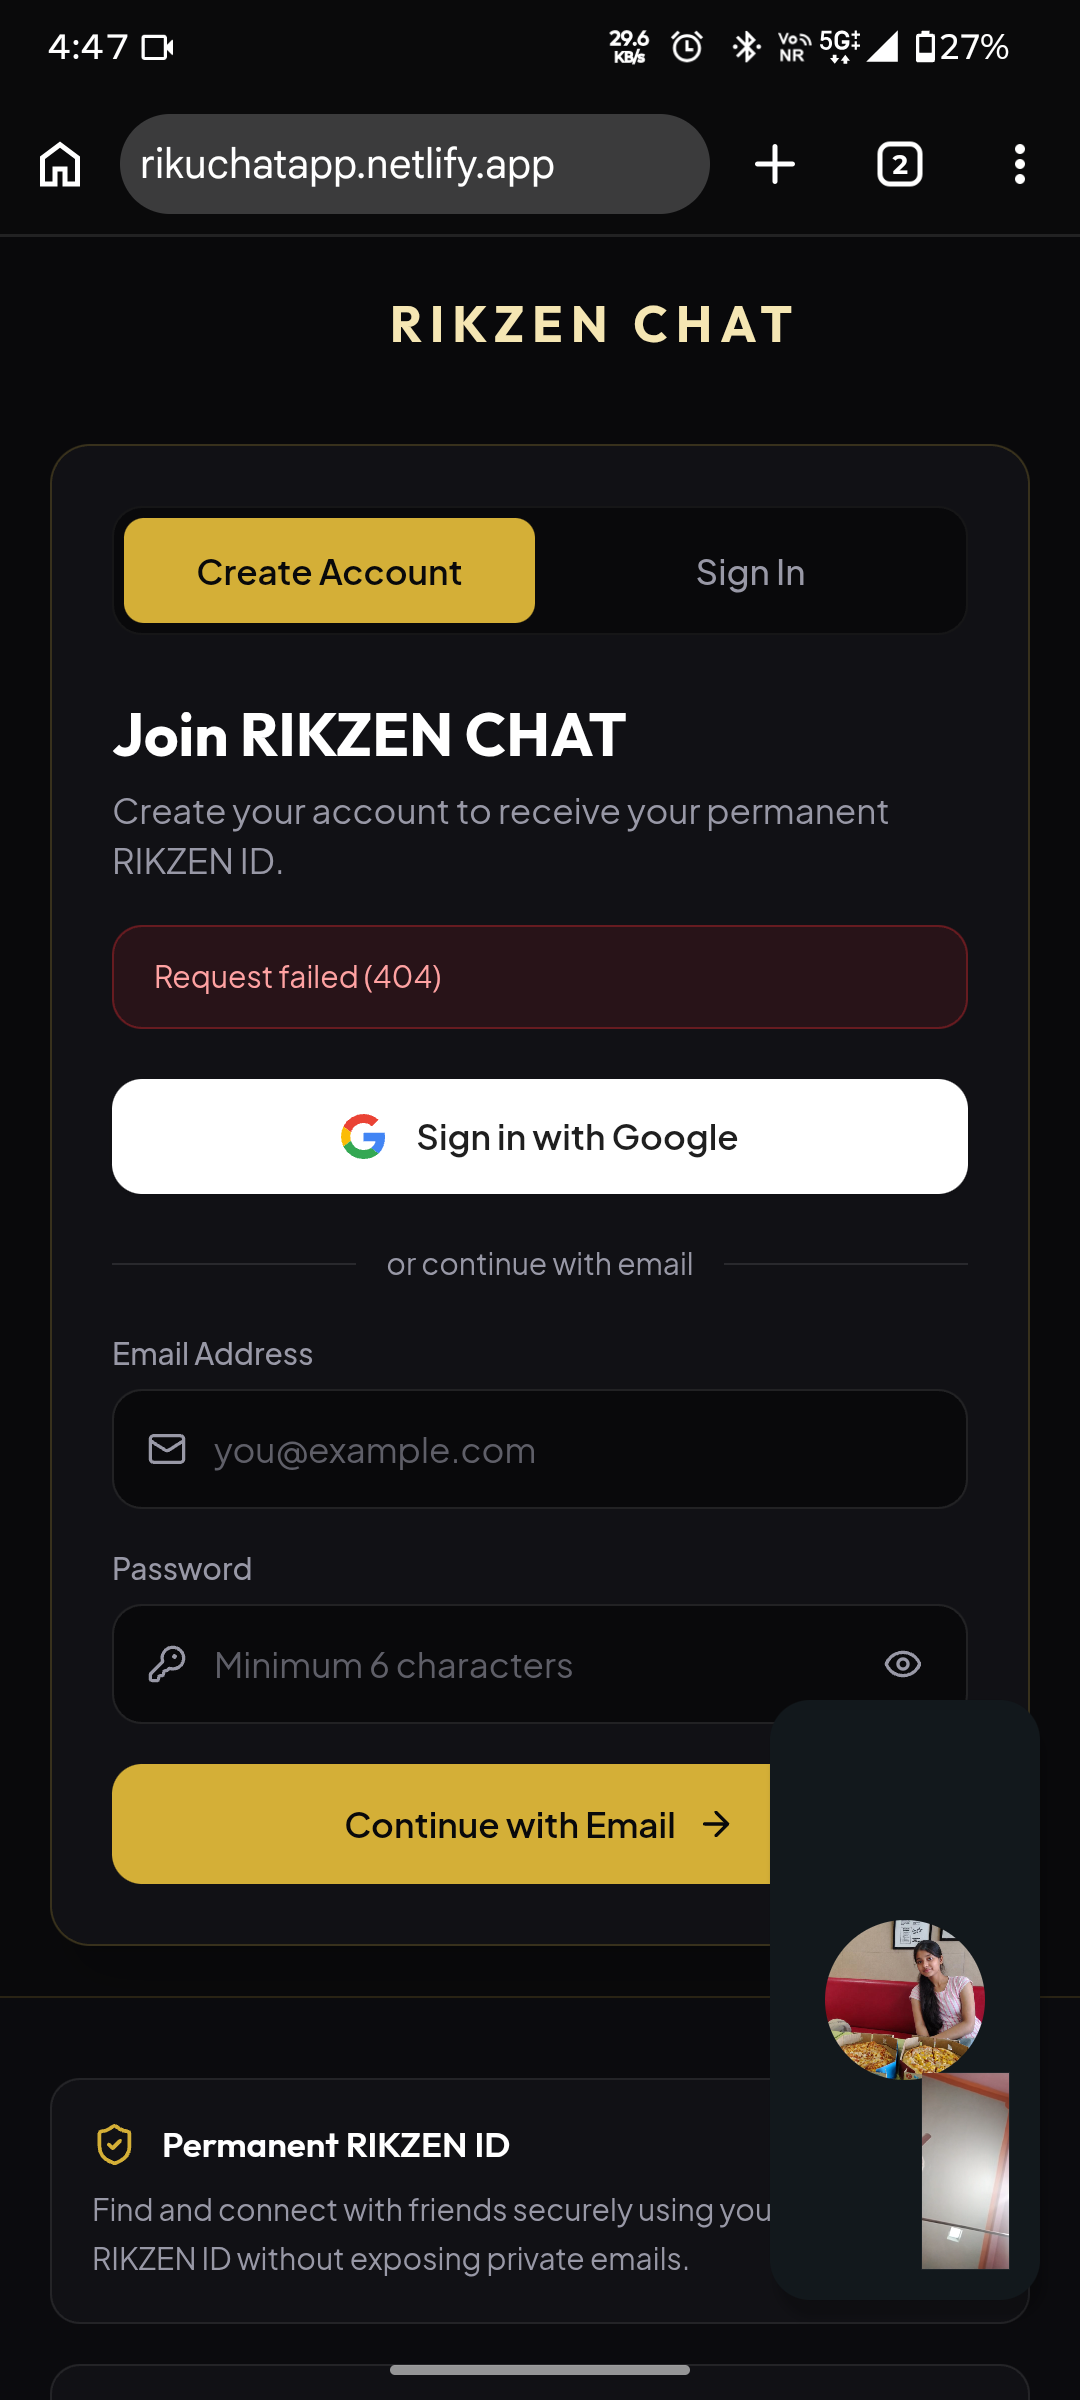 4:47
29.6
KB/s
Vo
NR
5G
27%
rikuchatapp.netlify.app
2
RIKZEN CHAT
Create Account
Sign In
Join RIKZEN CHAT
Create your account to receive your permanent
RIKZEN ID.
Request failed (404)
Sign in with Google
or continue with email
Email Address
you@example.com
Password
Minimum 6 characters
Continue with Email
Permanent RIKZEN ID
Find and connect with friends securely using you
RIKZEN ID without exposing private emails.